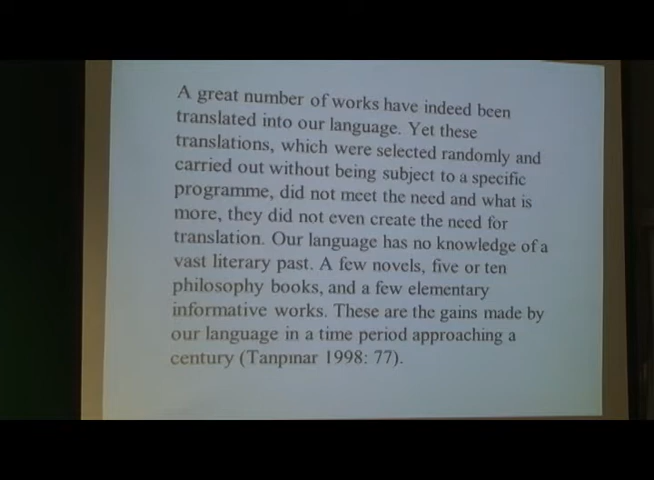 A great number of works have indeed been
translated into our language. Yet these
translations, which were selected randomly and
carried out without being subject to a specific
programme, did not meet the need and what is
more, they did not even create the need for
translation. Our language has no knowledge of a
vast literary past. A few novels, five or ten
philosophy books, and a few elementary
informative works. These are the gains made by
our language in a time period approaching a
century (Tanpınar 1998: 77).